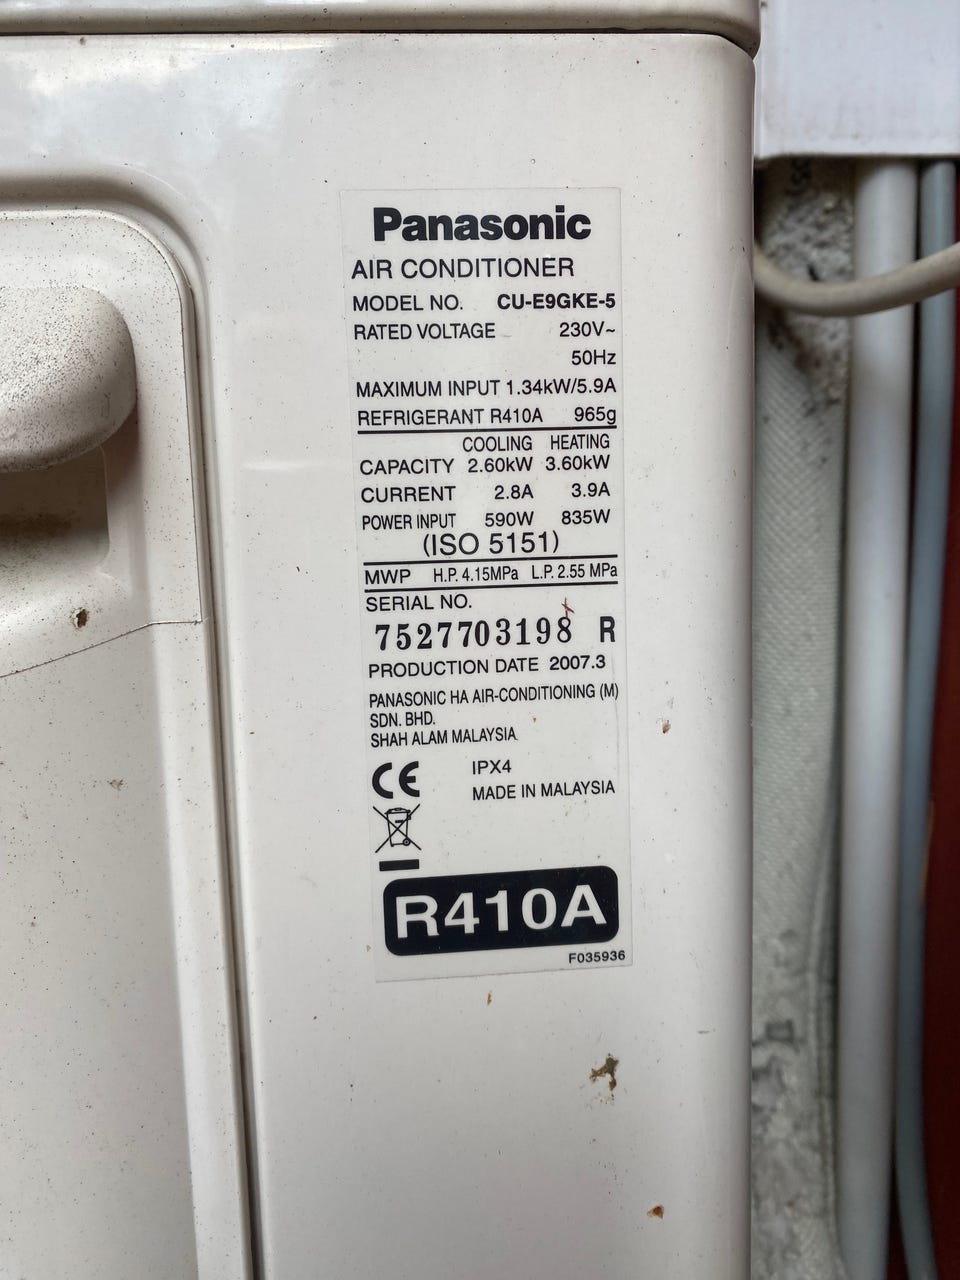 Panasonic
AIR CONDITIONER
MODEL NO. CU-E9GKE-5
RATED VOLTAGE 230V~
50Hz
MAXIMUM INPUT 1.34kW/5.9A
REFRIGERANT R410A 965g
COOLING HEATING
CAPACITY 2.60kW 3.60kW
CURRENT 2.8A 3.9A
POWER INPUT 590W 835W
(ISO 5151)
MWP H.P. 4.15MPa L.P. 2.55 MPa
SERIAL NO.
7527703198 R
PRODUCTION DATE 2007.3
PANASONIC HA AIR-CONDITIONING (M)
SDN. BHD.
SHAH ALAM MALAYSIA
CE IPX4
MADE IN MALAYSIA
R410A
F035936